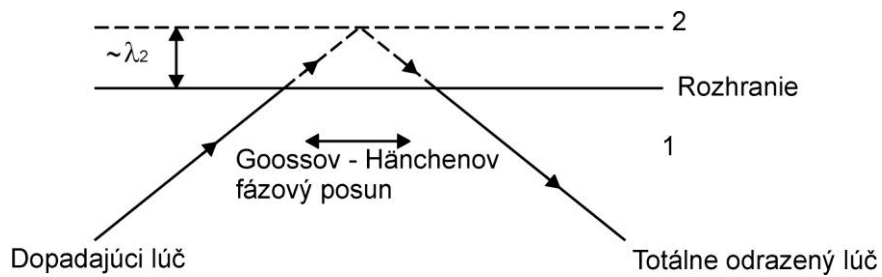 2
~λ2
Rozhranie
1
Goossov - Hänchenov
fázový posun
Dopadajúci lúč
Totálne odrazený lúč